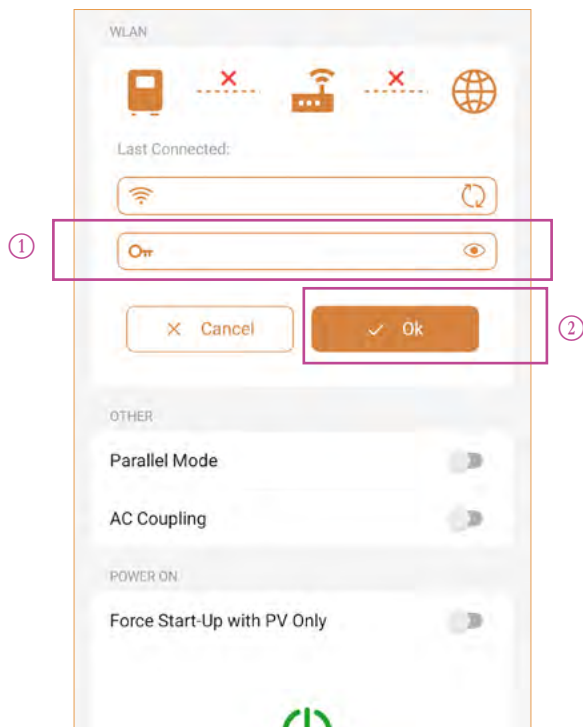 WLAN
Last Connected:
①
× Cancel
✓ Ok
②
OTHER
Parallel Mode
AC Coupling
POWER ON
Force Start-Up with PV Only